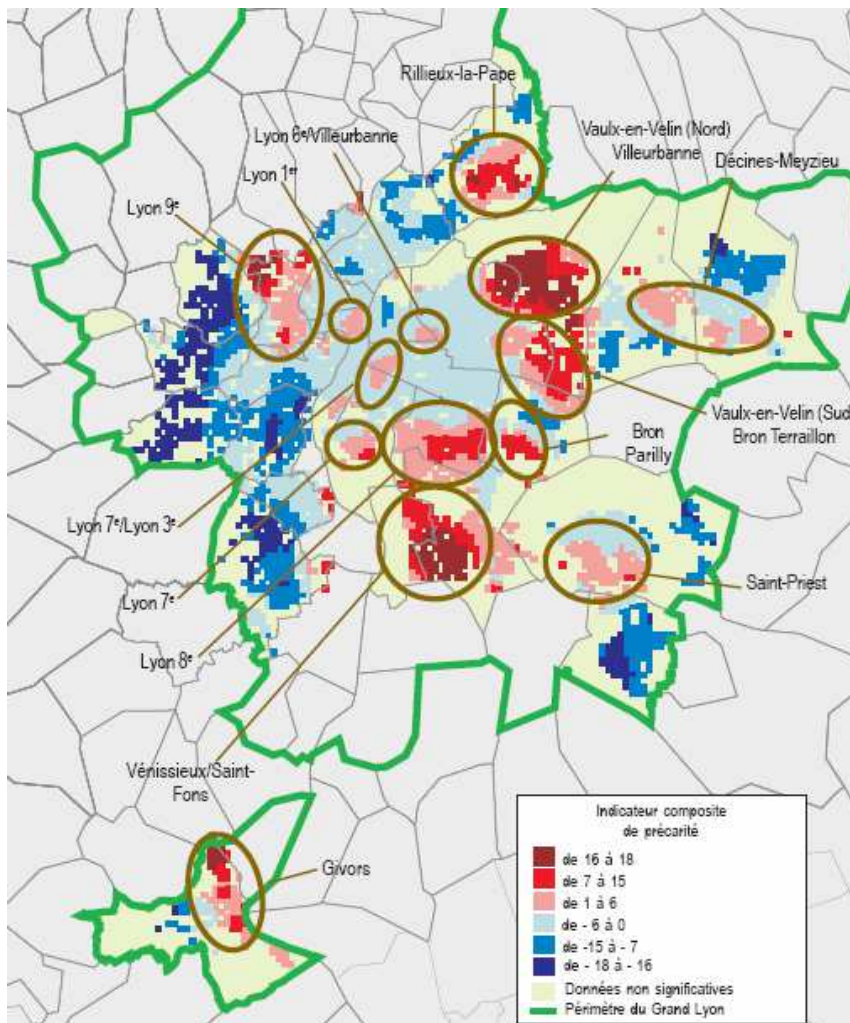 Rillieux-la-Pape
Lyon 6e/Villeurbanne
Vaulx-en-Velin (Nord)
Villeurbanne
Décines-Meyzieu
Lyon 1er
Lyon 9e
Vaulx-en-Velin (Sud
Bron Terraillon
Bron
Parilly
Lyon 7e/Lyon 3e
Lyon 7e
Saint-Priest
Lyon 8e
Vénissieux/Saint-
Fons
Givors
Indicateur composite
de précarité
de 16 à 18
de 7 à 15
de 1 à 6
de - 6 à 0
de -15 à - 7
de - 18 à - 16
Données non significatives
Périmètre du Grand Lyon